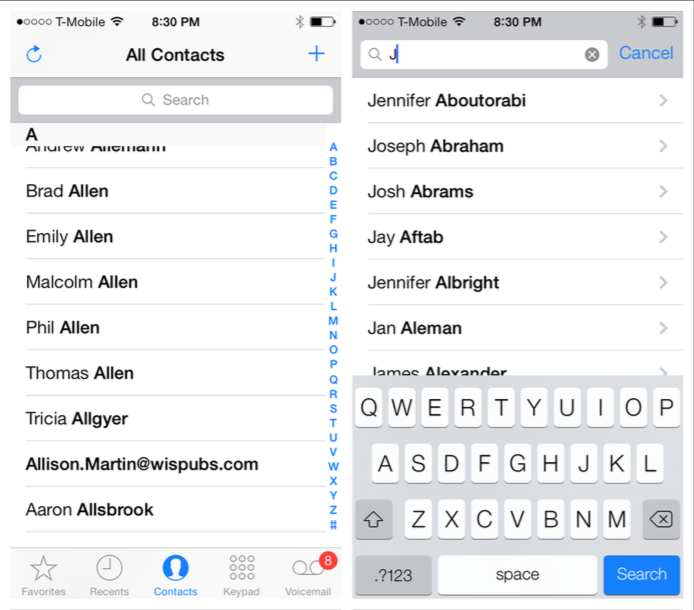 T-Mobile 8:30 PM
All Contacts +
Search
A
Andrew Allemann
Brad Allen
Emily Allen
Malcolm Allen
Phil Allen
Thomas Allen
Tricia Allgyer
Allison.Martin@wispubs.com
Aaron Allsbrook
A
B
C
D
E
F
G
H
I
J
K
L
M
N
O
P
Q
R
S
T
U
V
W
X
Y
Z
#
8
Favorites Recents Contacts Keypad Voicemail
T-Mobile 8:30 PM
J Cancel
Jennifer Aboutorabi
Joseph Abraham
Josh Abrams
Jay Aftab
Jennifer Albright
Jan Aleman
James Alexander
Q W E R T Y U I O P
A S D F G H J K L
Z X C V B N M
.?123 space Search